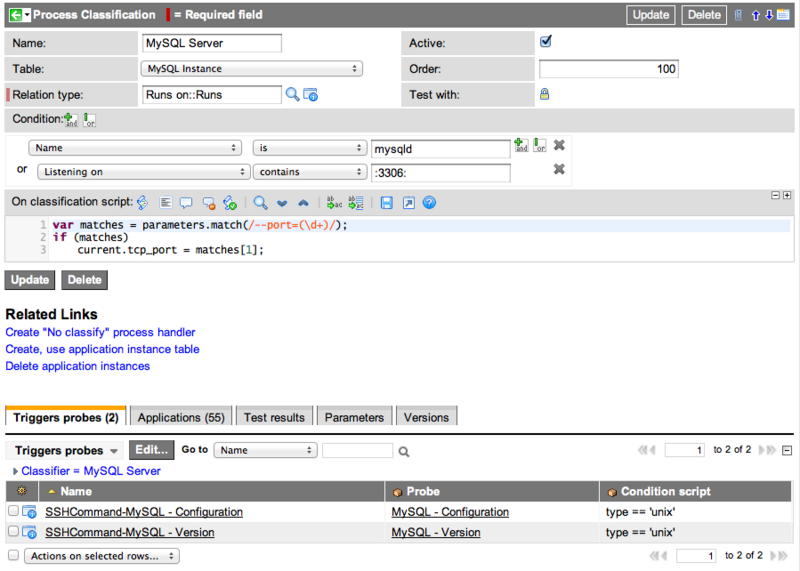 Process Classification = Required field Update Delete
Name: MySQL Server Active:
Table: MySQL Instance Order: 100
Relation type: Runs on::Runs Test with:
Condition: and or
Name is mysqld and or
or Listening on contains :3306:
On classification script:
1 var matches = parameters.match(/--port=(\d+)/);
2 if (matches)
3 current.tcp_port = matches[1];
Update Delete
Related Links
Create "No classify" process handler
Create, use application instance table
Delete application instances
Triggers probes (2) Applications (55) Test results Parameters Versions
Triggers probes Edit... Go to Name 1 to 2 of 2
Classifier = MySQL Server
Name Probe Condition script
SSHCommand-MySQL - Configuration MySQL - Configuration type == 'unix'
SSHCommand-MySQL - Version MySQL - Version type == 'unix'
Actions on selected rows... 1 to 2 of 2